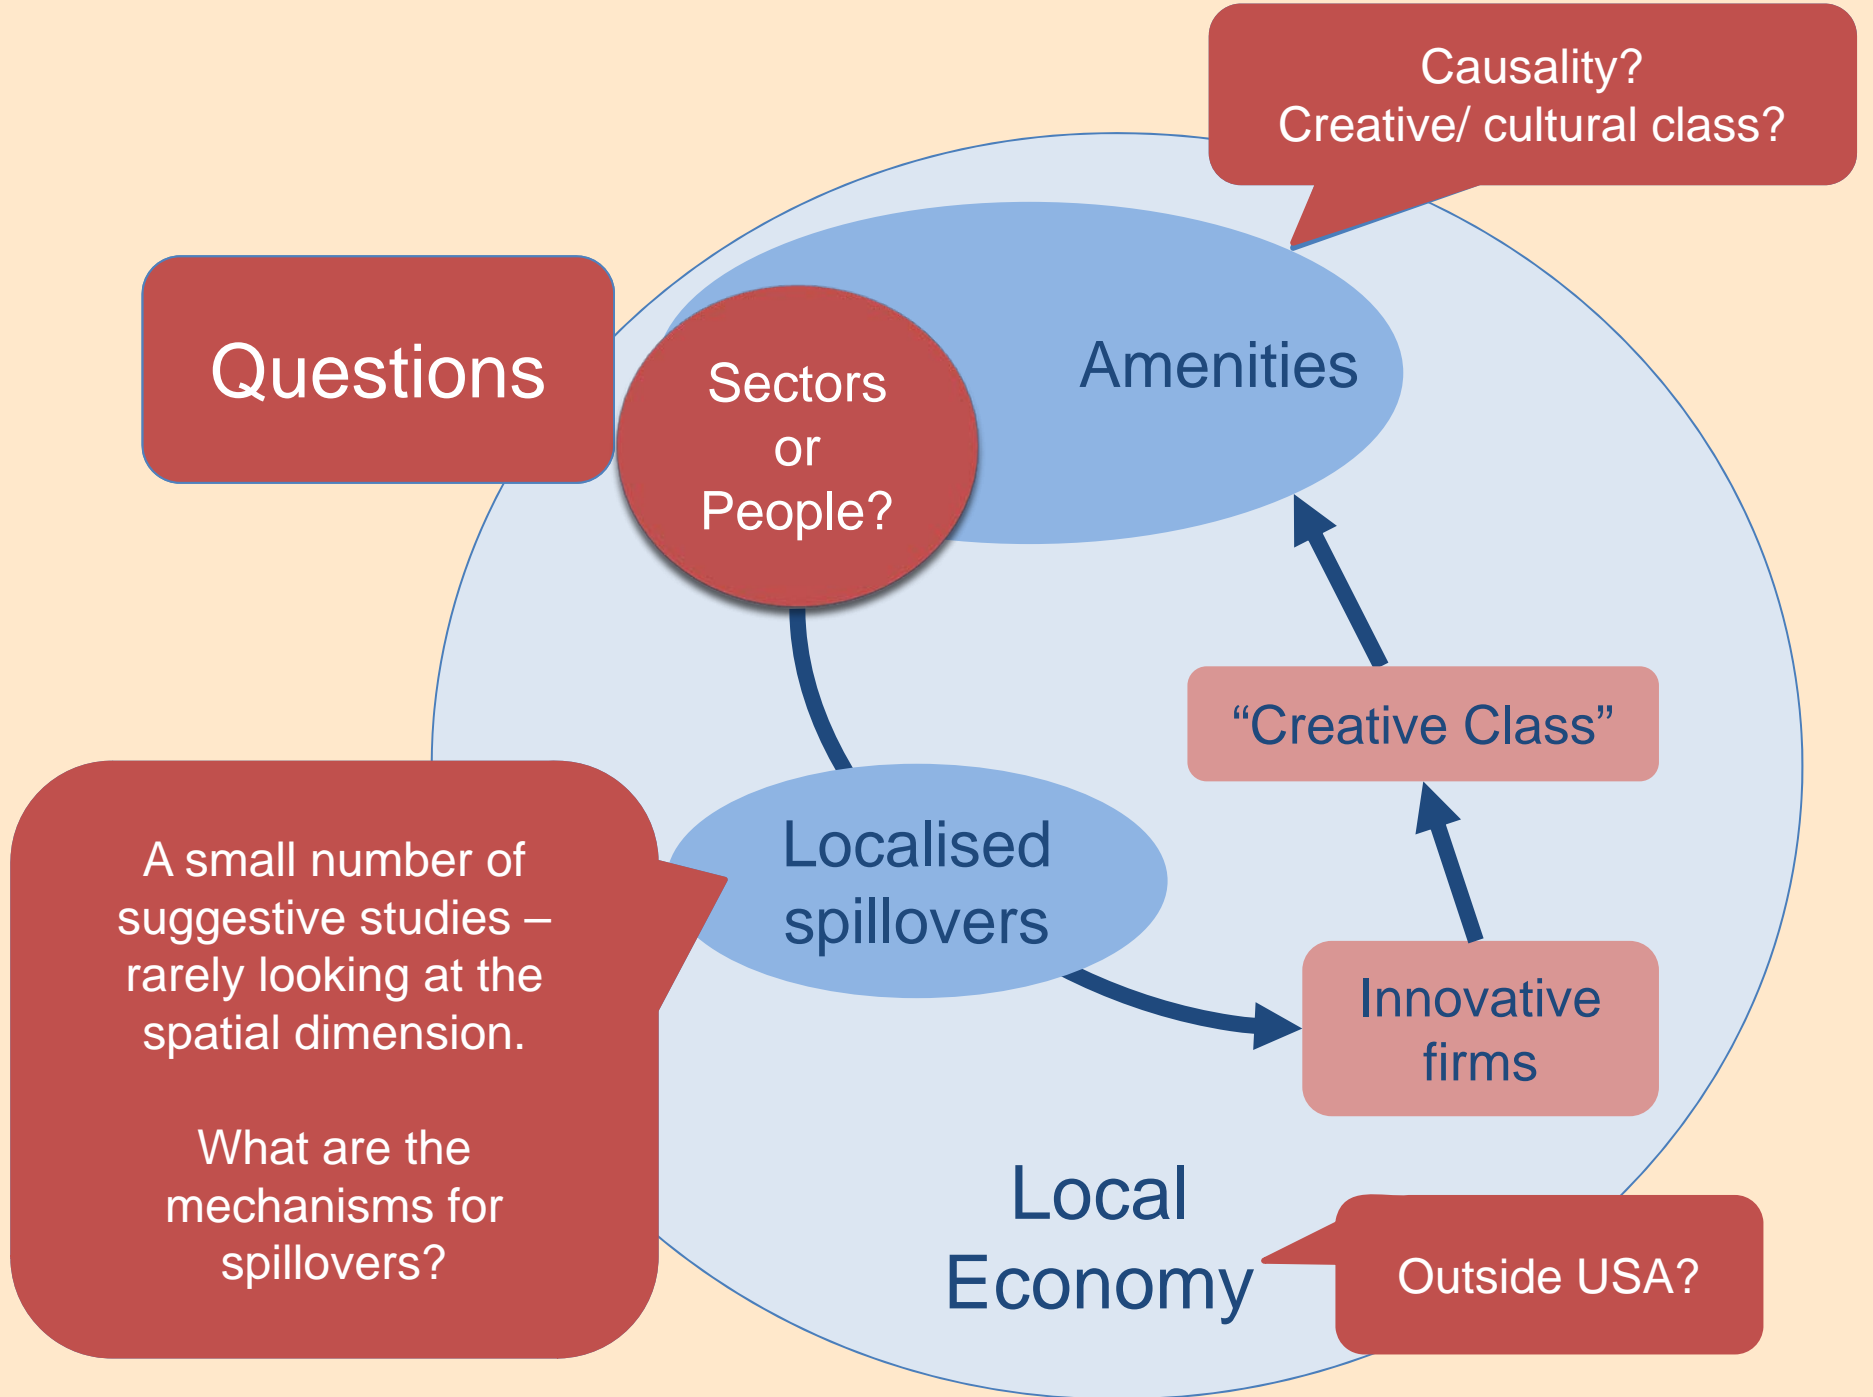 Causality?
Creative/ cultural class?
Questions
Sectors
or
People?
Amenities
“Creative Class”
Localised
spillovers
A small number of
suggestive studies –
rarely looking at the
spatial dimension.
What are the
mechanisms for
spillovers?
Innovative
firms
Local
Economy
Outside USA?